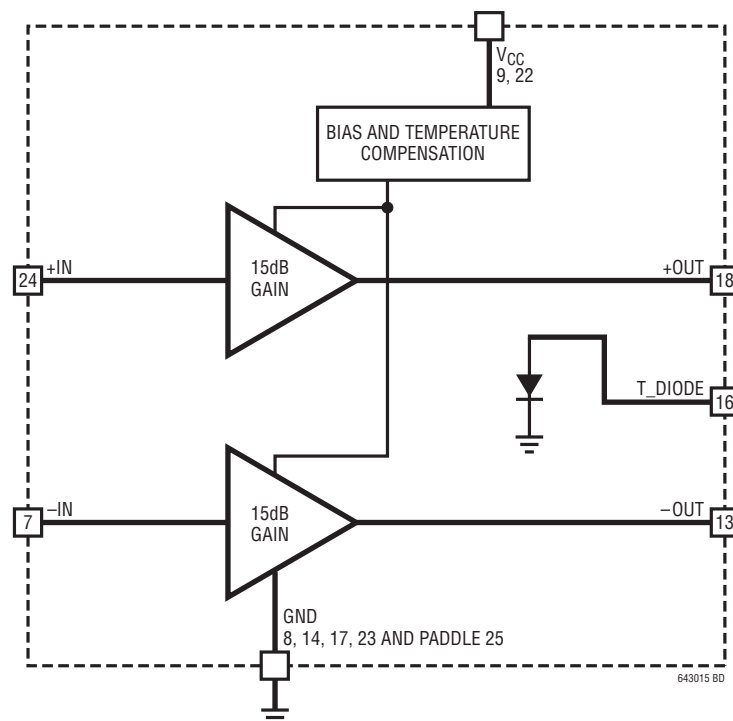 VCC
9, 22
BIAS AND TEMPERATURE
COMPENSATION
24
+IN
15dB
GAIN
+OUT
18
T_DIODE
16
7
–IN
15dB
GAIN
–OUT
13
GND
8, 14, 17, 23 AND PADDLE 25
643015 BD